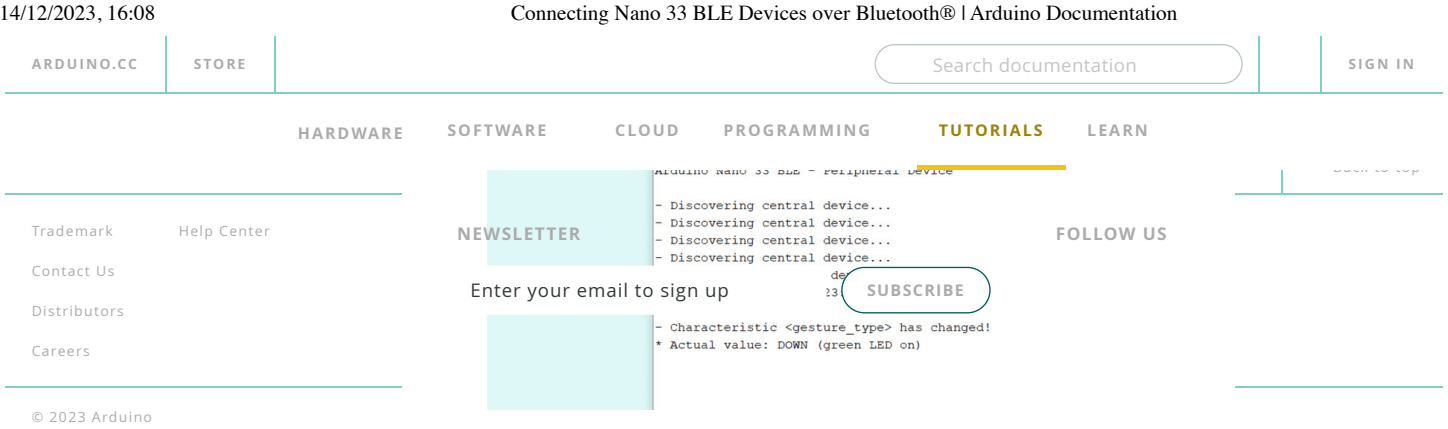 14/12/2023, 16:08 Connecting Nano 33 BLE Devices over Bluetooth® | Arduino Documentation
ARDUINO.CC STORE Search documentation SIGN IN
HARDWARE SOFTWARE CLOUD PROGRAMMING TUTORIALS LEARN
Arduino Nano 33 BLE - Peripheral Device
Back to top
- Discovering central device...
- Discovering central device...
- Discovering central device...
- Discovering central device...
Trademark Help Center NEWSLETTER FOLLOW US
Contact Us
Enter your email to sign up SUBSCRIBE
Distributors
- Characteristic <gesture_type> has changed!
* Actual value: DOWN (green LED on)
Careers
© 2023 Arduino